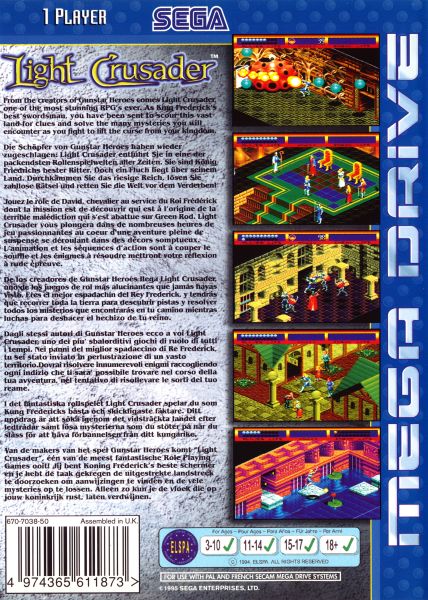 1 PLAYER
SEGA
Light Crusader™
From the Creators of Gunstar Heroes comes Light Crusader,
one of the most stunning RPG's ever. As King Frederick's
best swordsman, you have been sent to scour this vast
land for clues and solve the many mysteries you will
encounter as you fight to lift the curse from your kingdom.
Die Schöpfer von Gunstar Heroes haben wieder
zugeschlagen! Light Crusader entführt Sie in eine der
packendsten Rollenspielwelten aller Zeiten. Sie sind König
Friedrichs bester Ritter. Doch ein Fluch liegt über seinem
Land. Durchkämmen Sie das riesige Reich, lösen Sie
zahllose Rätsel und retten Sie die Welt vor dem Verderben!
Jouez le rôle de David, chevalier au service du Roi Frédérick
dont la mission est de découvrir qui est à l'origine de la
terrible malédiction qui s'est abattue sur Green Rod. Light
Crusader vous plongera dans de nombreuses heures de
jeu passionnantes au coeur d'une aventure pleine de
suspense se déroulant dans des décors somptueux.
L'animation et les séquences d'action sont à couper le
souffle et les énigmes à résoudre mettront votre réflexion
à rude épreuve.
De los creadores de Gunstar Heroes llega Light Crusader,
uno de los juegos de rol más alucinantes que jamás hayas
visto. Eres el mejor espadachín del Rey Frederick, y tendrás
que recorrer toda la tierra para descubrir pistas y resolver
todos los misterios que encontrarás en tu camino mientras
luchas para deshacer el hechizo de tu reino.
Dagli stessi autori di Gunstar Heroes ecco a voi Light
Crusader, uno dei più sbalorditivi giochi di ruolo di tutti
i tempi. Nei panni del miglior spadaccino di Re Frederick,
tu sei stato inviato in perlustrazione di un vasto
territorio. Dovrai risolvere innumerevoli enigmi raccogliendo
ogni indizio che ti sarà possibile trovare nel corso della
tua avventura, nel tentativo di risollevare le sorti del tuo
reame.
I det fantastiska rollspelet Light Crusader spelar du som
Kung Fredericks bästa och skickligaste fäktare. Ditt
uppdrag är att söka igenom det vidsträckta landet efter
ledtrådar samt lösa mysterierna som du stöter på när du
slåss för att häva förbannelsen från ditt kungarike.
Van de makers van het spel Gunstar Heroes komt "Light
Crusader", één van de meest fantastische Role Playing
Games ooit! Jij bent Koning Frederick's beste schermer
en je hebt de taak gekregen de uitgestrekte landstreek
te doorzoeken om aanwijzingen te vinden en de vele
mysteries op te lossen. Alleen zo kun je de vloek die op
jouw koninkrijk rust, laten verdwijnen.
MEGA DRIVE
670-7038-50
Assembled in U.K.
4 974365 611873 >
ELSPA
For Ages - Pour Ages - Para Años - Für Jahre - Per Anni
3-10
11-14
15-17
18+
© 1994. ELSPA. ALL RIGHTS RESERVED
FOR USE WITH PAL AND FRENCH SECAM MEGA DRIVE SYSTEMS
©1995 SEGA ENTERPRISES, LTD.